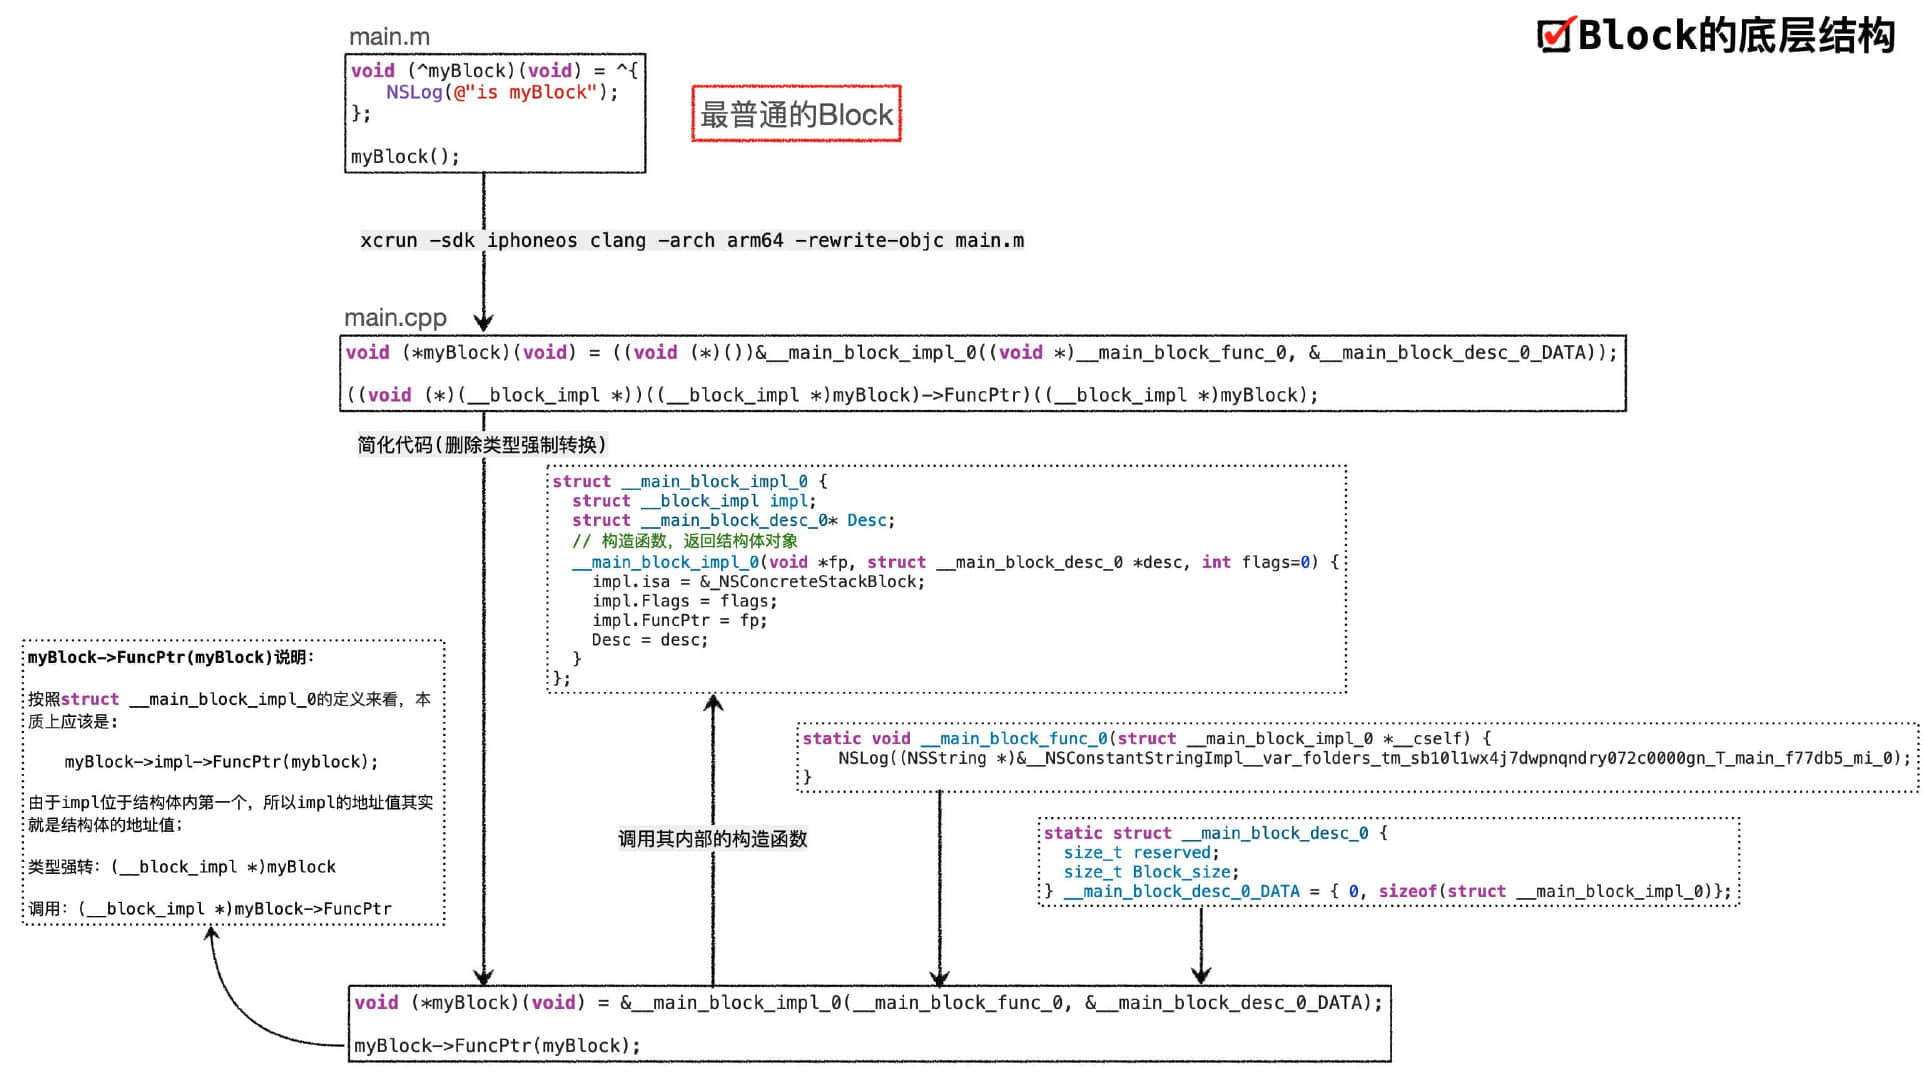 Block的底层结构
main.m
void (^myBlock)(void) = ^{
NSLog(@"is myBlock");
};
myBlock();
最普通的Block
xcrun -sdk iphoneos clang -arch arm64 -rewrite-objc main.m
main.cpp
void (*myBlock)(void) = ((void (*)())&__main_block_impl_0((void *)__main_block_func_0, &__main_block_desc_0_DATA));
((void (*)(__block_impl *))((__block_impl *)myBlock)->FuncPtr)((__block_impl *)myBlock);
简化代码(删除类型强制转换)
struct __main_block_impl_0 {
struct __block_impl impl;
struct __main_block_desc_0* Desc;
// 构造函数，返回结构体对象
__main_block_impl_0(void *fp, struct __main_block_desc_0 *desc, int flags=0) {
impl.isa = &_NSConcreteStackBlock;
impl.Flags = flags;
impl.FuncPtr = fp;
Desc = desc;
}
};
myBlock->FuncPtr(myBlock)说明：
按照struct __main_block_impl_0的定义来看，本
质上应该是：
myBlock->impl->FuncPtr(myblock);
由于impl位于结构体内第一个，所以impl的地址值其实
就是结构体的地址值；
类型强转：(__block_impl *)myBlock
调用：(__block_impl *)myBlock->FuncPtr
static void __main_block_func_0(struct __main_block_impl_0 *__cself) {
NSLog((NSString *)&__NSConstantStringImpl__var_folders_tm_sb10l1wx4j7dwpnqndry072c0000gn_T_main_f77db5_mi_0);
}
调用其内部的构造函数
static struct __main_block_desc_0 {
size_t reserved;
size_t Block_size;
} __main_block_desc_0_DATA = { 0, sizeof(struct __main_block_impl_0)};
void (*myBlock)(void) = &__main_block_impl_0(__main_block_func_0, &__main_block_desc_0_DATA);
myBlock->FuncPtr(myBlock);